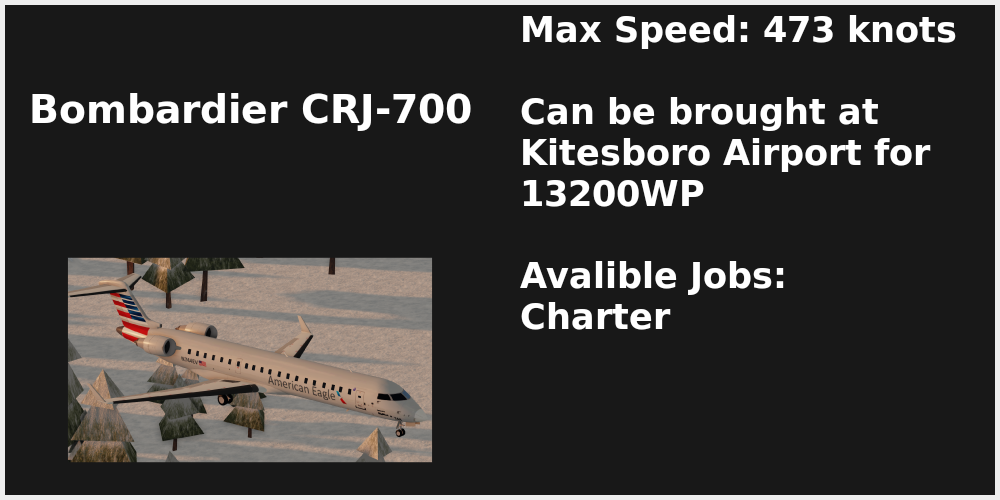 Bombardier CRJ-700
American Eagle
Max Speed: 473 knots
Can be brought at
Kitesboro Airport for
13200WP
Avalible Jobs:
Charter